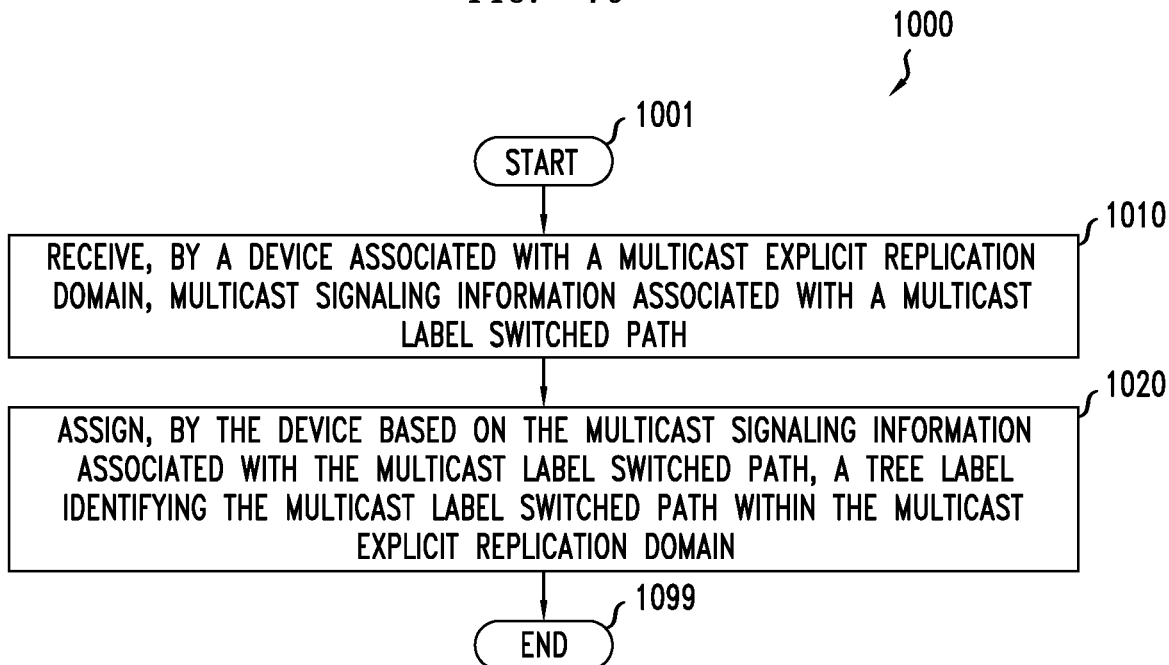 1000
1001
START
1010
RECEIVE, BY A DEVICE ASSOCIATED WITH A MULTICAST EXPLICIT REPLICATION
DOMAIN, MULTICAST SIGNALING INFORMATION ASSOCIATED WITH A MULTICAST
LABEL SWITCHED PATH
1020
ASSIGN, BY THE DEVICE BASED ON THE MULTICAST SIGNALING INFORMATION
ASSOCIATED WITH THE MULTICAST LABEL SWITCHED PATH, A TREE LABEL
IDENTIFYING THE MULTICAST LABEL SWITCHED PATH WITHIN THE MULTICAST
EXPLICIT REPLICATION DOMAIN
1099
END